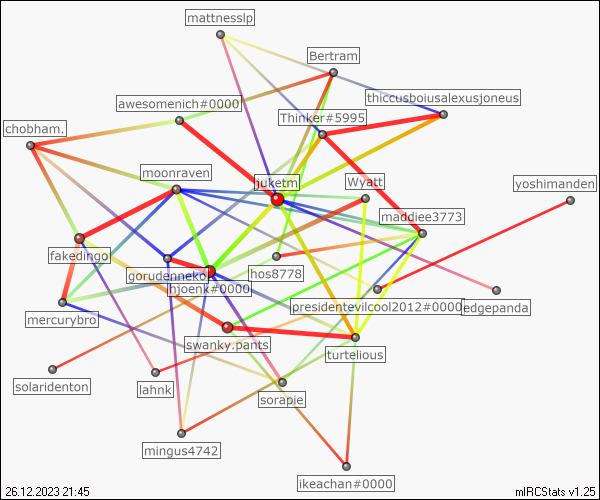 mattnesslp
Bertram
thiccusboiusalexusjoneus
awesomenich#0000
Thinker#5995
chobham.
moonraven
juketm
Wyatt
yoshimanden
maddiee3773
fakedingo
gorudenneko
hos8778
hjoenk#0000
presidentevilcool2012#0000
edgepanda
mercurybro
swanky.pants
turtelious
solaridenton
lahnk
sorapie
mingus4742
ikeachan#0000
26.12.2023 21:45
mIRCStats v1.25